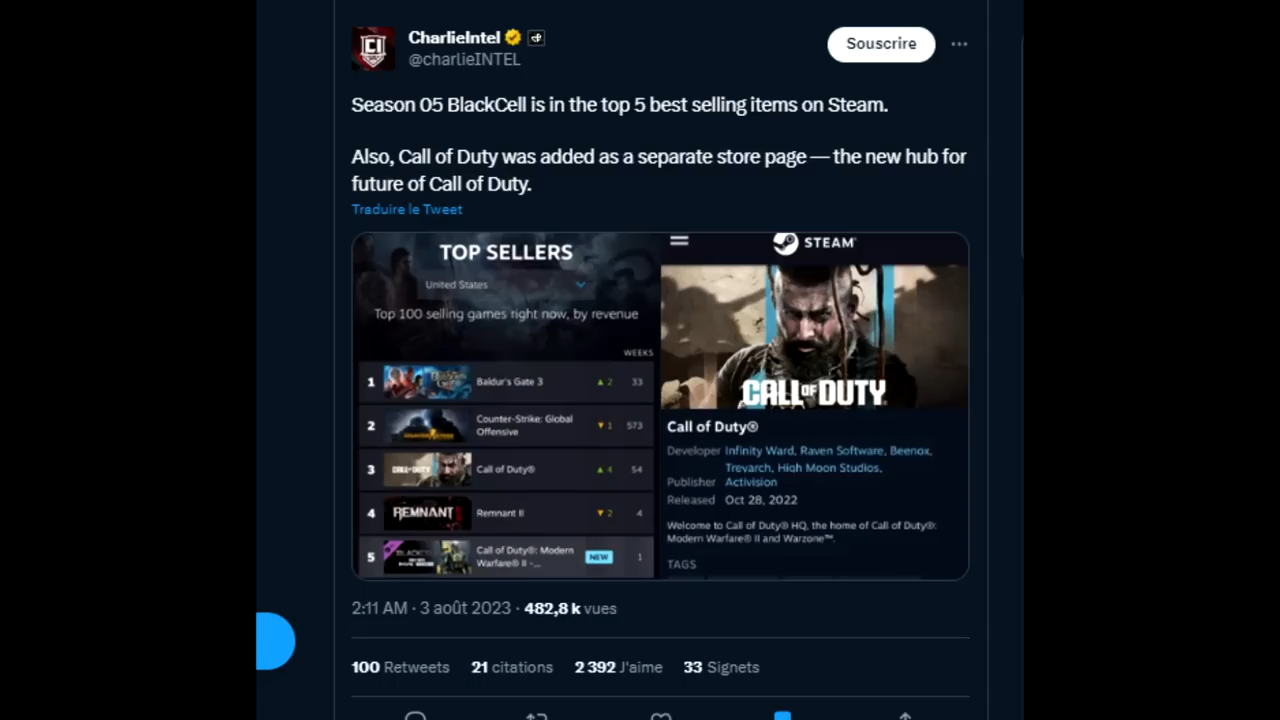 CharlieIntel
Souscrire
@charlieINTEL
Season 05 BlackCell is in the top 5 best selling items on Steam.
Also, Call of Duty was added as a separate store page — the new hub for
future of Call of Duty.
Traduire le Tweet
TOP SELLERS
United States
Top 100 selling games right now, by revenue
WEEKS
1 Baldur's Gate 3 ▲ 2 33
2 Counter-Strike: Global
Offensive ▼ 1 573
3 CALL OF DUTY Call of Duty® ▲ 4 54
4 REMNANT II Remnant II ▼ 2 4
5 Call of Duty®: Modern
Warfare® II -... NEW 1
STEAM®
CALL OF DUTY
Call of Duty®
Developer Infinity Ward, Raven Software, Beenox,
Treyarch, High Moon Studios,
Publisher Activision
Released Oct 28, 2022
Welcome to Call of Duty® HQ, the home of Call of Duty®:
Modern Warfare® II and Warzone™.
TAGS
2:11 AM · 3 août 2023 · 482,8 k vues
100 Retweets 21 citations 2 392 J'aime 33 Signets